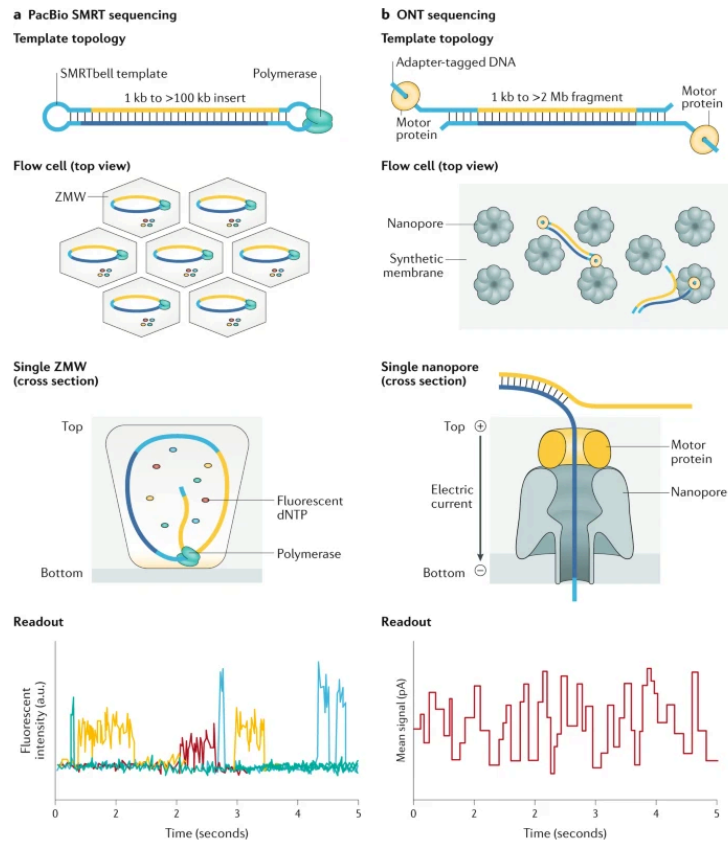 a PacBio SMRT sequencing
Template topology
SMRTbell template
Polymerase
1 kb to >100 kb insert
Flow cell (top view)
ZMW
Single ZMW
(cross section)
Top
Fluorescent
dNTP
Polymerase
Bottom
Readout
Fluorescent
intensity (a.u.)
0 2 2 3 4 5
Time (seconds)
b ONT sequencing
Template topology
Adapter-tagged DNA
1 kb to >2 Mb fragment
Motor
protein
Motor
protein
Flow cell (top view)
Nanopore
Synthetic
membrane
Single nanopore
(cross section)
Top +
Motor
protein
Nanopore
Electric
current
Bottom −
Readout
Mean signal (pA)
0 2 2 3 4 5
Time (seconds)